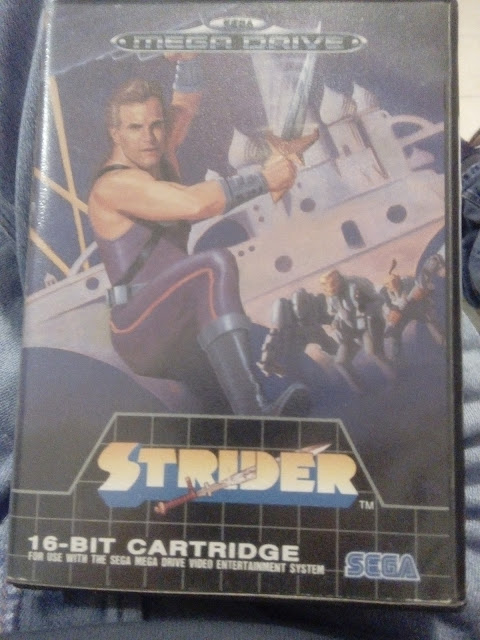 SEGA
MEGA DRIVE
STRIDER
TM
16-BIT CARTRIDGE
FOR USE WITH THE SEGA MEGA DRIVE VIDEO ENTERTAINMENT SYSTEM
SEGA